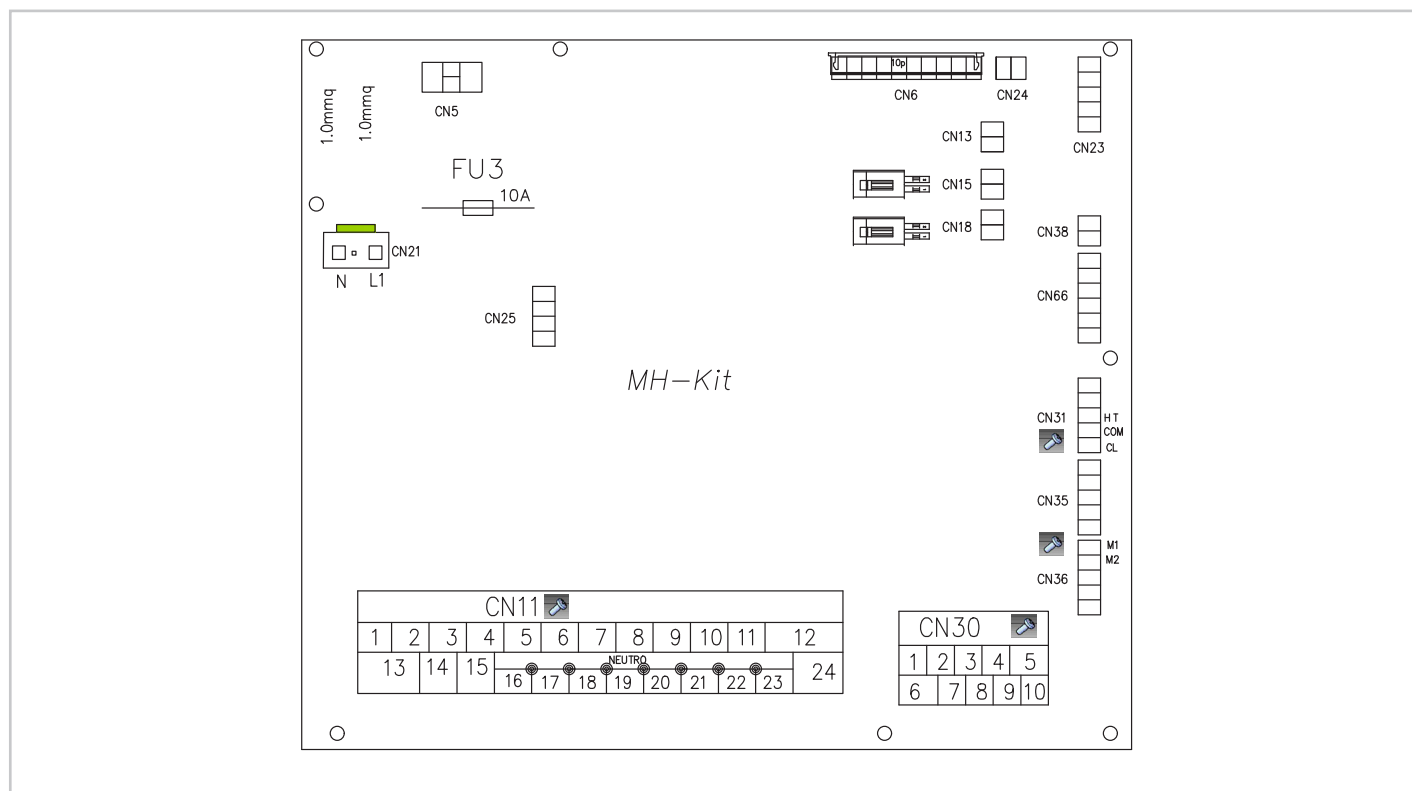 1.0mmq
1.0mmq
CN5
10p
CN6
CN24
CN23
CN13
CN15
CN18
FU3
10A
CN21
N L1
CN38
CN66
CN25
MH-Kit
CN31
HT
COM
CL
CN35
M1
M2
CN36
CN11
1 2 3 4 5 6 7 8 9 10 11 12
NEUTRO
13 14 15 16 17 18 19 20 21 22 23 24
CN30
1 2 3 4 5
6 7 8 9 10